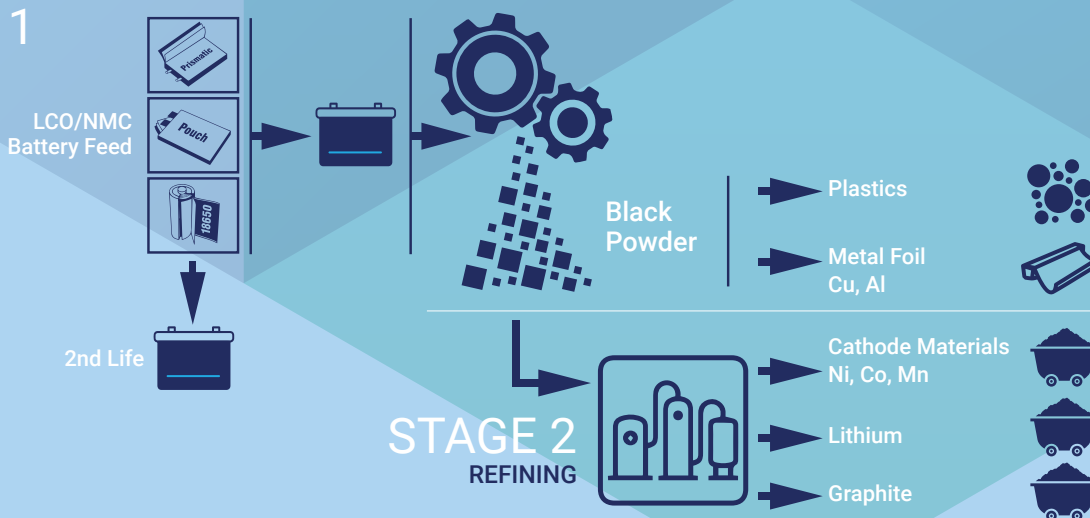 1
Prismatic
LCO/NMC
Battery Feed
Pouch
18650
2nd Life
Black
Powder
Plastics
Metal Foil
Cu, Al
STAGE 2
REFINING
Cathode Materials
Ni, Co, Mn
Lithium
Graphite